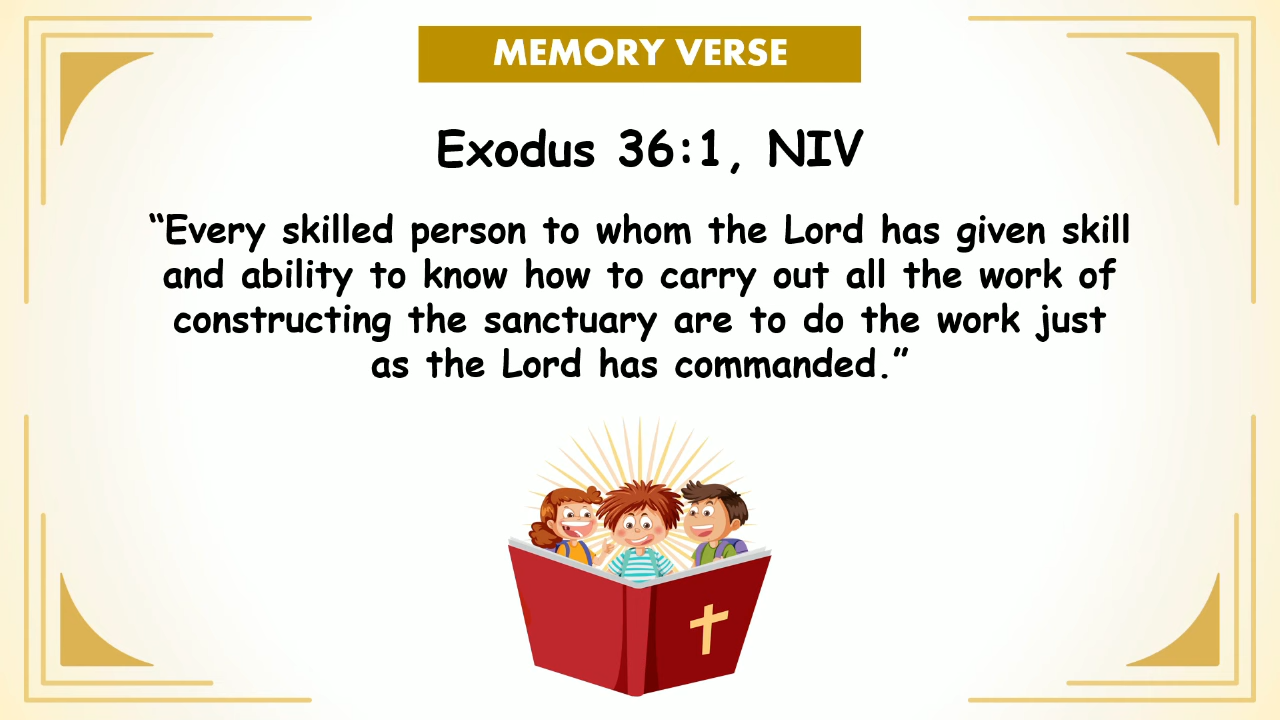 MEMORY VERSE
Exodus 36:1, NIV
“Every skilled person to whom the Lord has given skill
and ability to know how to carry out all the work of
constructing the sanctuary are to do the work just
as the Lord has commanded.”